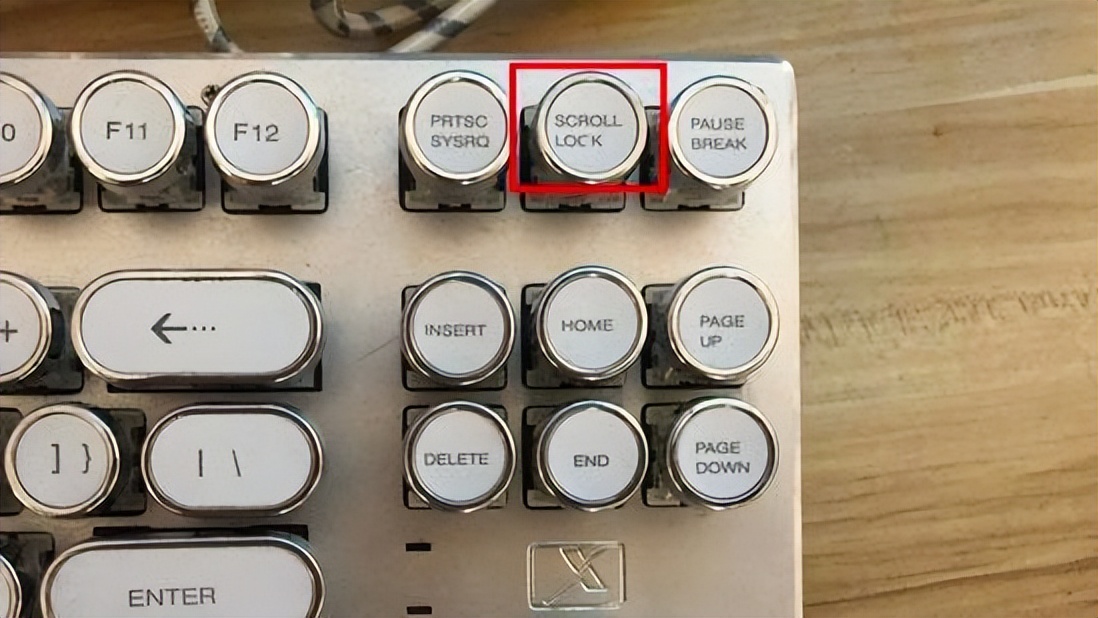 0
F11
F12
PRTSC
SYSRQ
SCROLL
LOCK
PAUSE
BREAK
+
←···
INSERT
HOME
PAGE
UP
] }
| \
DELETE
END
PAGE
DOWN
ENTER